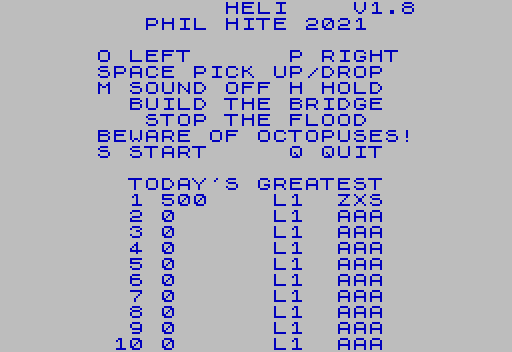 HELI V1.8
PHIL HITE 2021
O LEFT P RIGHT
SPACE PICK UP/DROP
M SOUND OFF H HOLD
BUILD THE BRIDGE
STOP THE FLOOD
BEWARE OF OCTOPUSES!
S START Q QUIT
TODAY'S GREATEST
1 500 L1 ZXS
2 0 L1 AAA
3 0 L1 AAA
4 0 L1 AAA
5 0 L1 AAA
6 0 L1 AAA
7 0 L1 AAA
8 0 L1 AAA
9 0 L1 AAA
10 0 L1 AAA